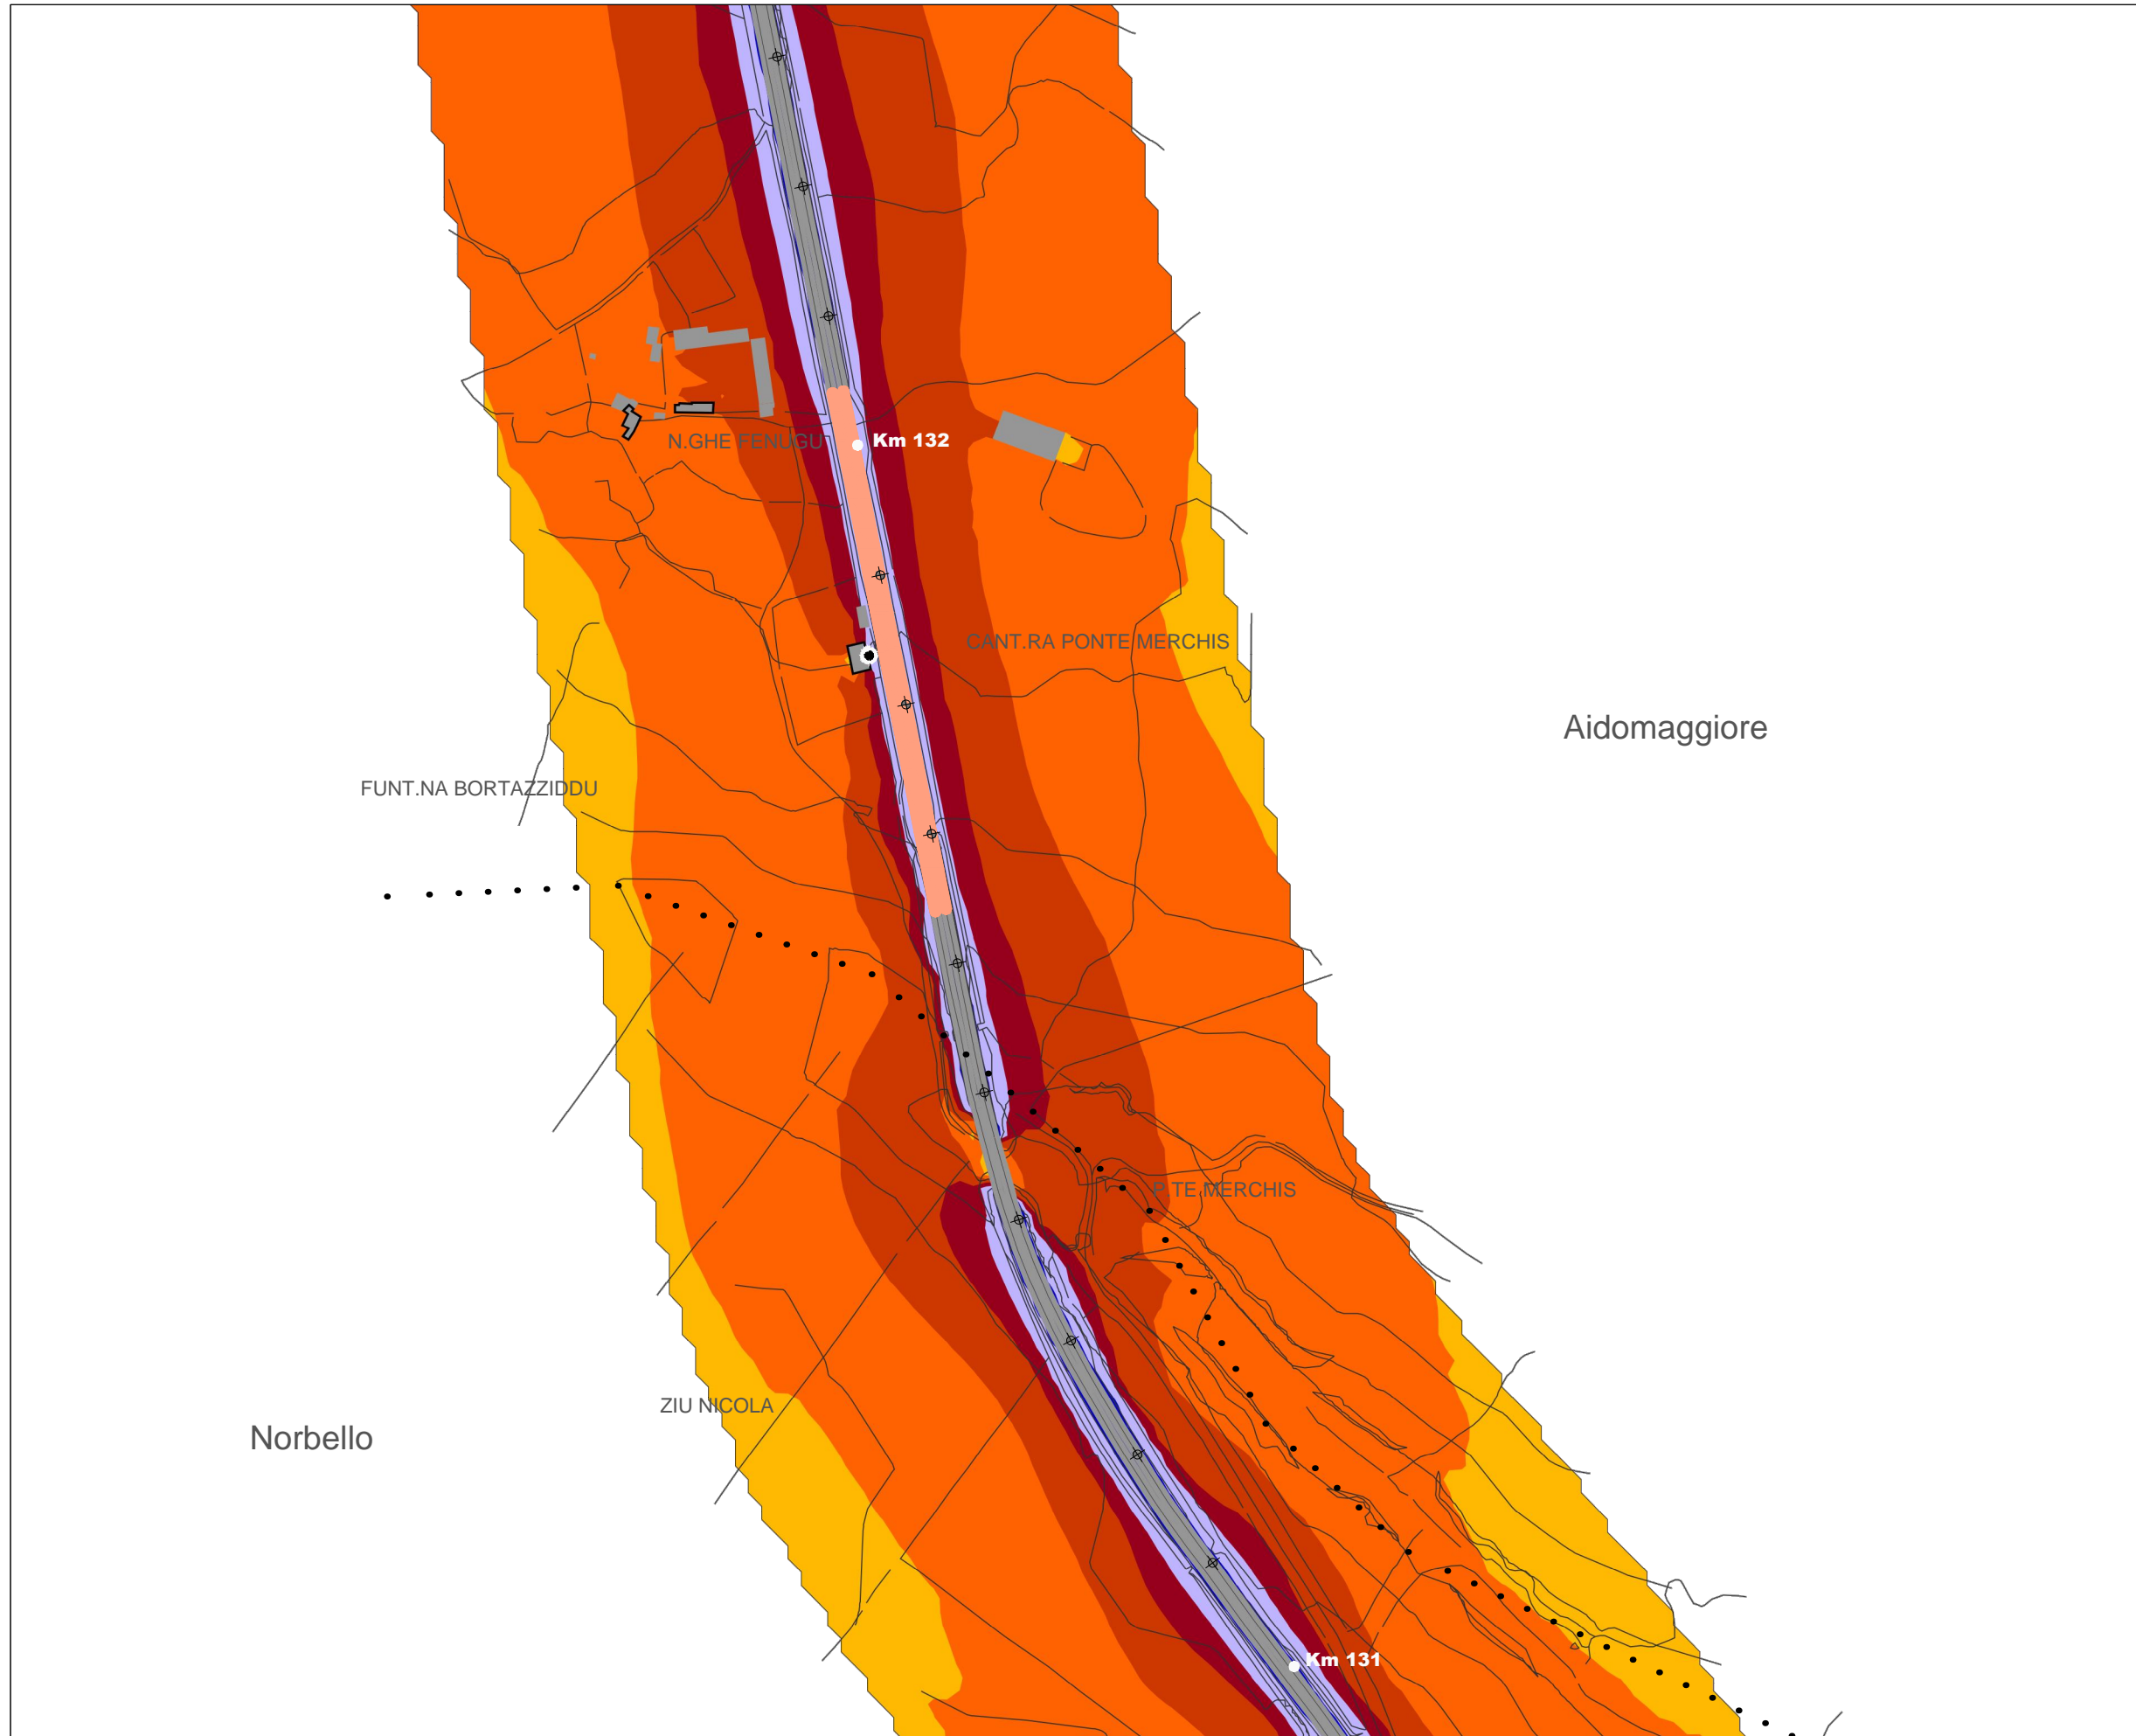 Km 132
N.GHE FENUGU
CANT.RA PONTE MERCHIS
Aidomaggiore
FUNT.NA BORTAZZIDDU
P.TE MERCHIS
ZIU NICOLA
Norbello
Km 131